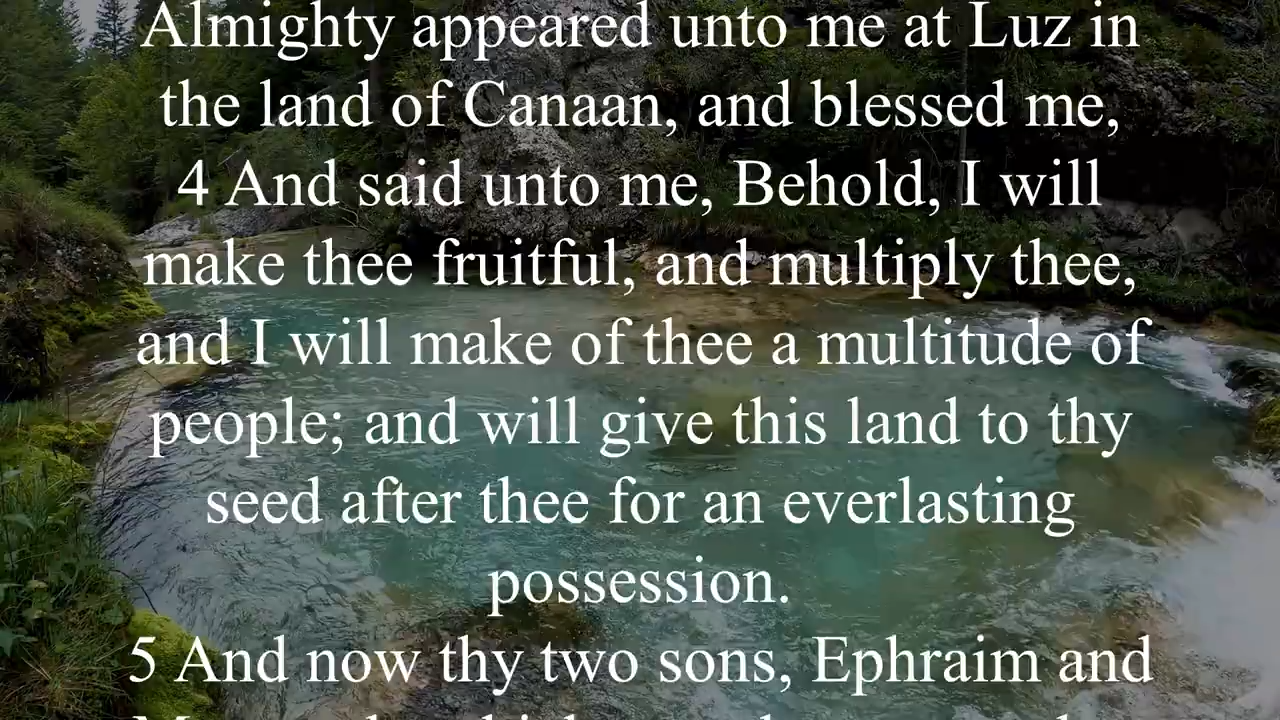 Almighty appeared unto me at Luz in
the land of Canaan, and blessed me,
4 And said unto me, Behold, I will
make thee fruitful, and multiply thee,
and I will make of thee a multitude of
people; and will give this land to thy
seed after thee for an everlasting
possession.
5 And now thy two sons, Ephraim and